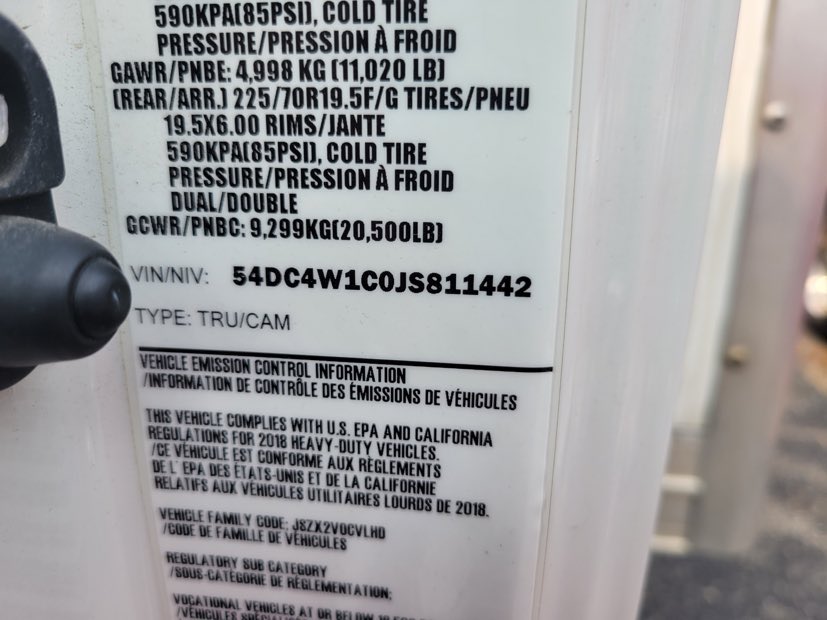 590KPA(85PSI), COLD TIRE
PRESSURE/PRESSION À FROID
GAWR/PNBE: 4,998 KG (11,020 LB)
(REAR/ARR.) 225/70R19.5F/G TIRES/PNEU
19.5X6.00 RIMS/JANTE
590KPA(85PSI), COLD TIRE
PRESSURE/PRESSION À FROID
DUAL/DOUBLE
GCWR/PNBC: 9,299KG(20,500LB)
VIN/NIV: 54DC4W1C0JS811442
TYPE: TRU/CAM
VEHICLE EMISSION CONTROL INFORMATION
/INFORMATION DE CONTRÔLE DES ÉMISSIONS DE VÉHICULES
THIS VEHICLE COMPLIES WITH U.S. EPA AND CALIFORNIA
REGULATIONS FOR 2018 HEAVY-DUTY VEHICLES.
/CE VÉHICULE EST CONFORME AUX RÈGLEMENTS
DE L' EPA DES ÉTATS-UNIS ET DE LA CALIFORNIE
RELATIFS AUX VÉHICULES UTILITAIRES LOURDS DE 2018.
VEHICLE FAMILY CODE: JSZX2VOCVLHD
/CODE DE FAMILLE DE VÉHICULES
REGULATORY SUB CATEGORY
/SOUS-CATÉGORIE DE RÉGLEMENTATION:
VOCATIONAL VEHICLES AT OR BELOW
/VÉHICULES